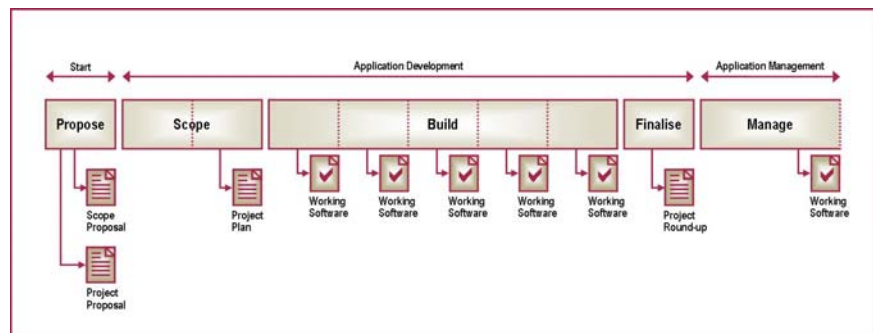 Start
Application Development
Application Management
Propose
Scope
Build
Finalise
Manage
Scope
Proposal
Project
Plan
Working
Software
Working
Software
Working
Software
Working
Software
Working
Software
Project
Round-up
Working
Software
Project
Proposal